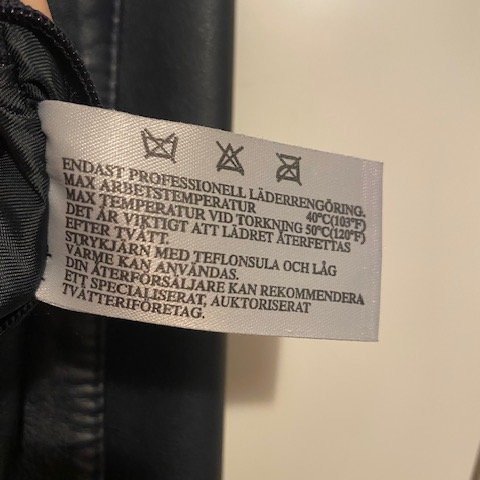 ENDAST PROFESSIONELL LÄDERRENGÖRING.
MAX ARBETSTEMPERATUR 40°C(103°F)
MAX TEMPERATUR VID TORKNING 50°C(120°F)
DET ÄR VIKTIGT ATT LÄDRET ÅTERFETTAS
EFTER TVÄTT.
STRYKJÄRN MED TEFLONSULA OCH LÅG
VÄRME KAN ANVÄNDAS.
DIN ÅTERFÖRSÄLJARE KAN REKOMMENDERA
ETT SPECIALISERAT, AUKTORISERAT
TVÄTTERIFÖRETAG.